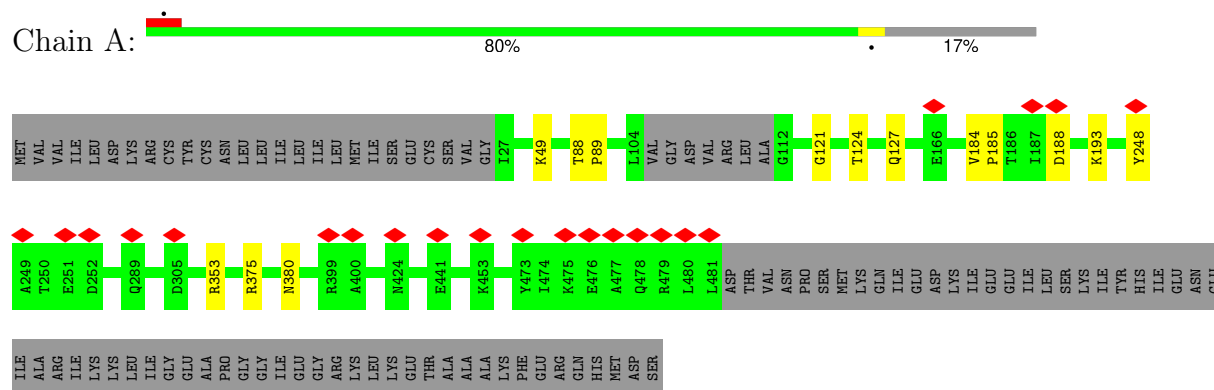 Chain A:
80%
17%
MET VAL VAL ILE LEU ASP LYS ARG CYS TYR CYS ASN LEU LEU ILE LEU ILE LEU MET ILE SER GLU CYS SER VAL GLY I27 K49 T88 P89 L104 VAL GLY ASP VAL ARG LEU ALA G112 G121 T124 Q127 E166 V184 P185 T186 I187 D188 K193 Y248
A249 T250 E251 D252 Q289 D305 R353 R375 N380 R399 A400 N424 E441 K453 Y473 I474 K475 E476 A477 Q478 R479 L480 L481 ASP THR VAL ASN PRO SER MET LYS GLN ILE GLU ASP LYS ILE GLU GLU ILE LEU SER LYS ILE TYR HIS ILE GLU ASN
ILE ALA ARG ILE LYS LYS LEU ILE GLY GLU ALA PRO GLY GLY ILE GLU GLY ARG LYS LEU LYS GLU THR ALA ALA ALA LYS PHE GLU ARG GLN HIS MET ASP SER